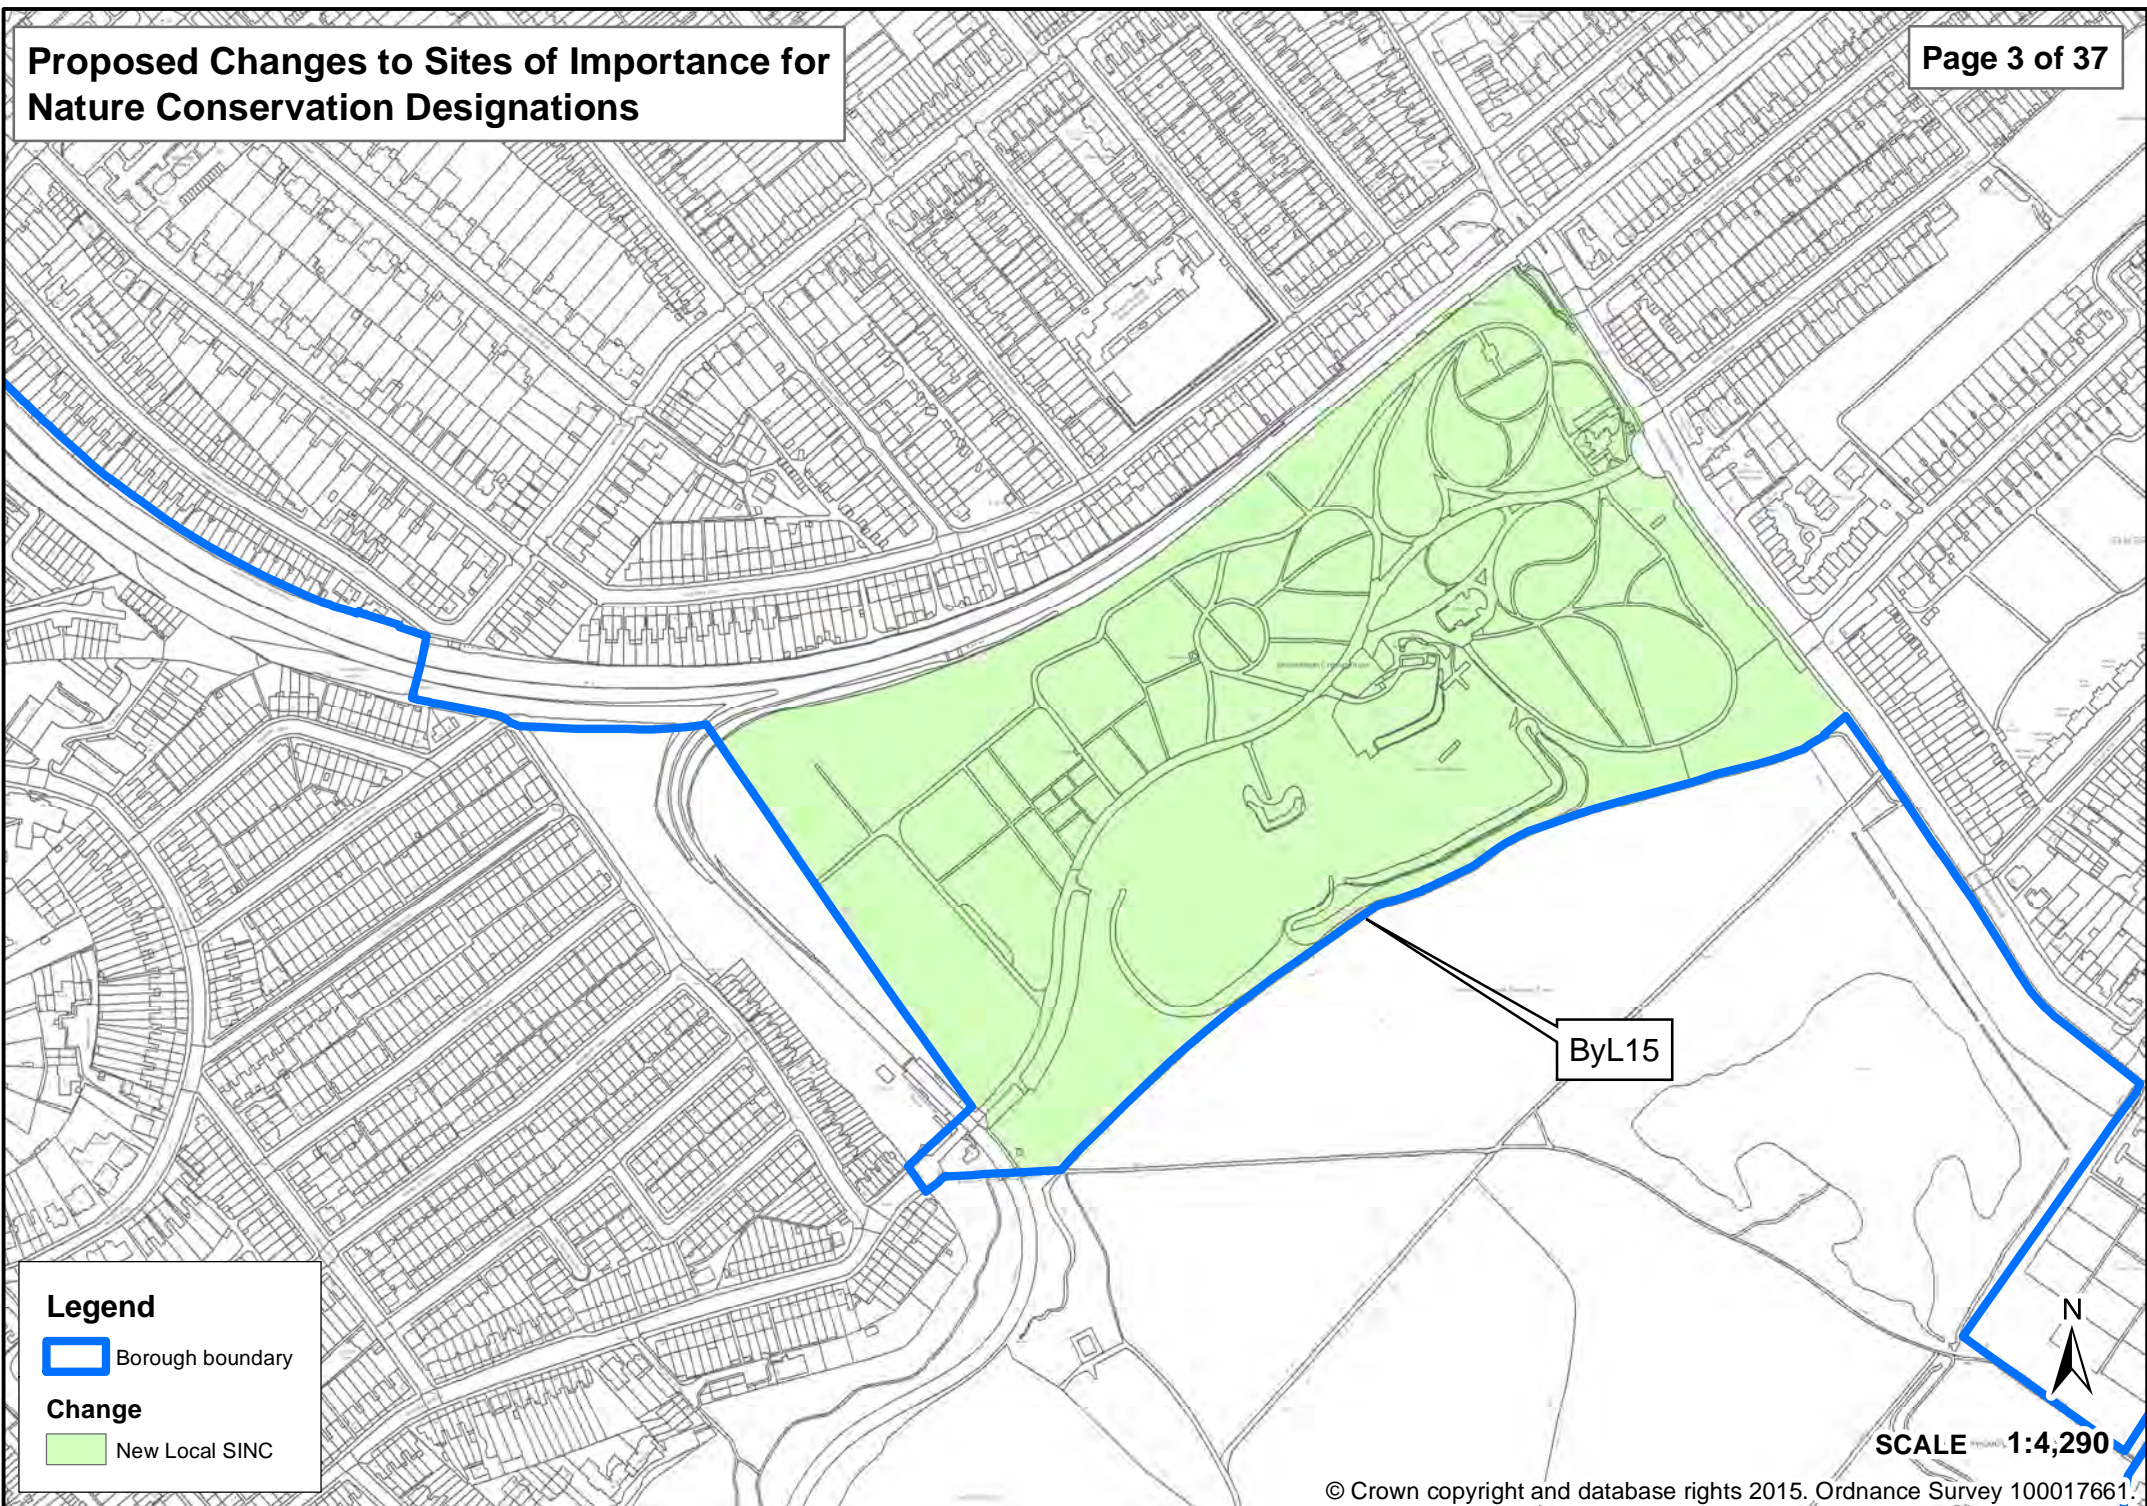 Proposed Changes to Sites of Importance for
Nature Conservation Designations
Page 3 of 37
ByL15
Legend
Borough boundary
Change
New Local SINC
N
SCALE 1:4,290
© Crown copyright and database rights 2015. Ordnance Survey 100017661.